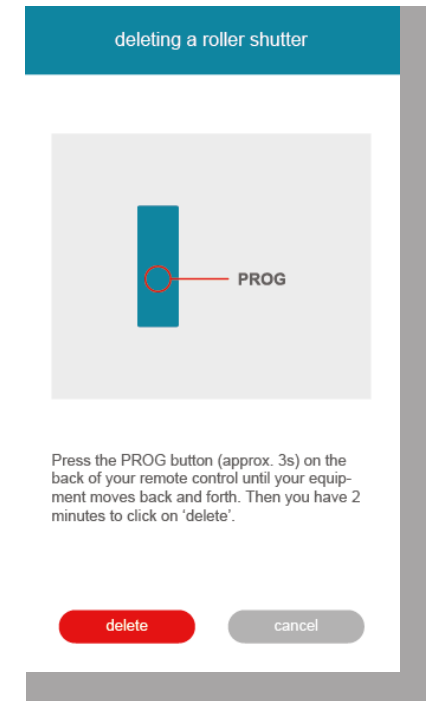 deleting a roller shutter
PROG
Press the PROG button (approx. 3s) on the
back of your remote control until your equip-
ment moves back and forth. Then you have 2
minutes to click on ‘delete’.
delete
cancel